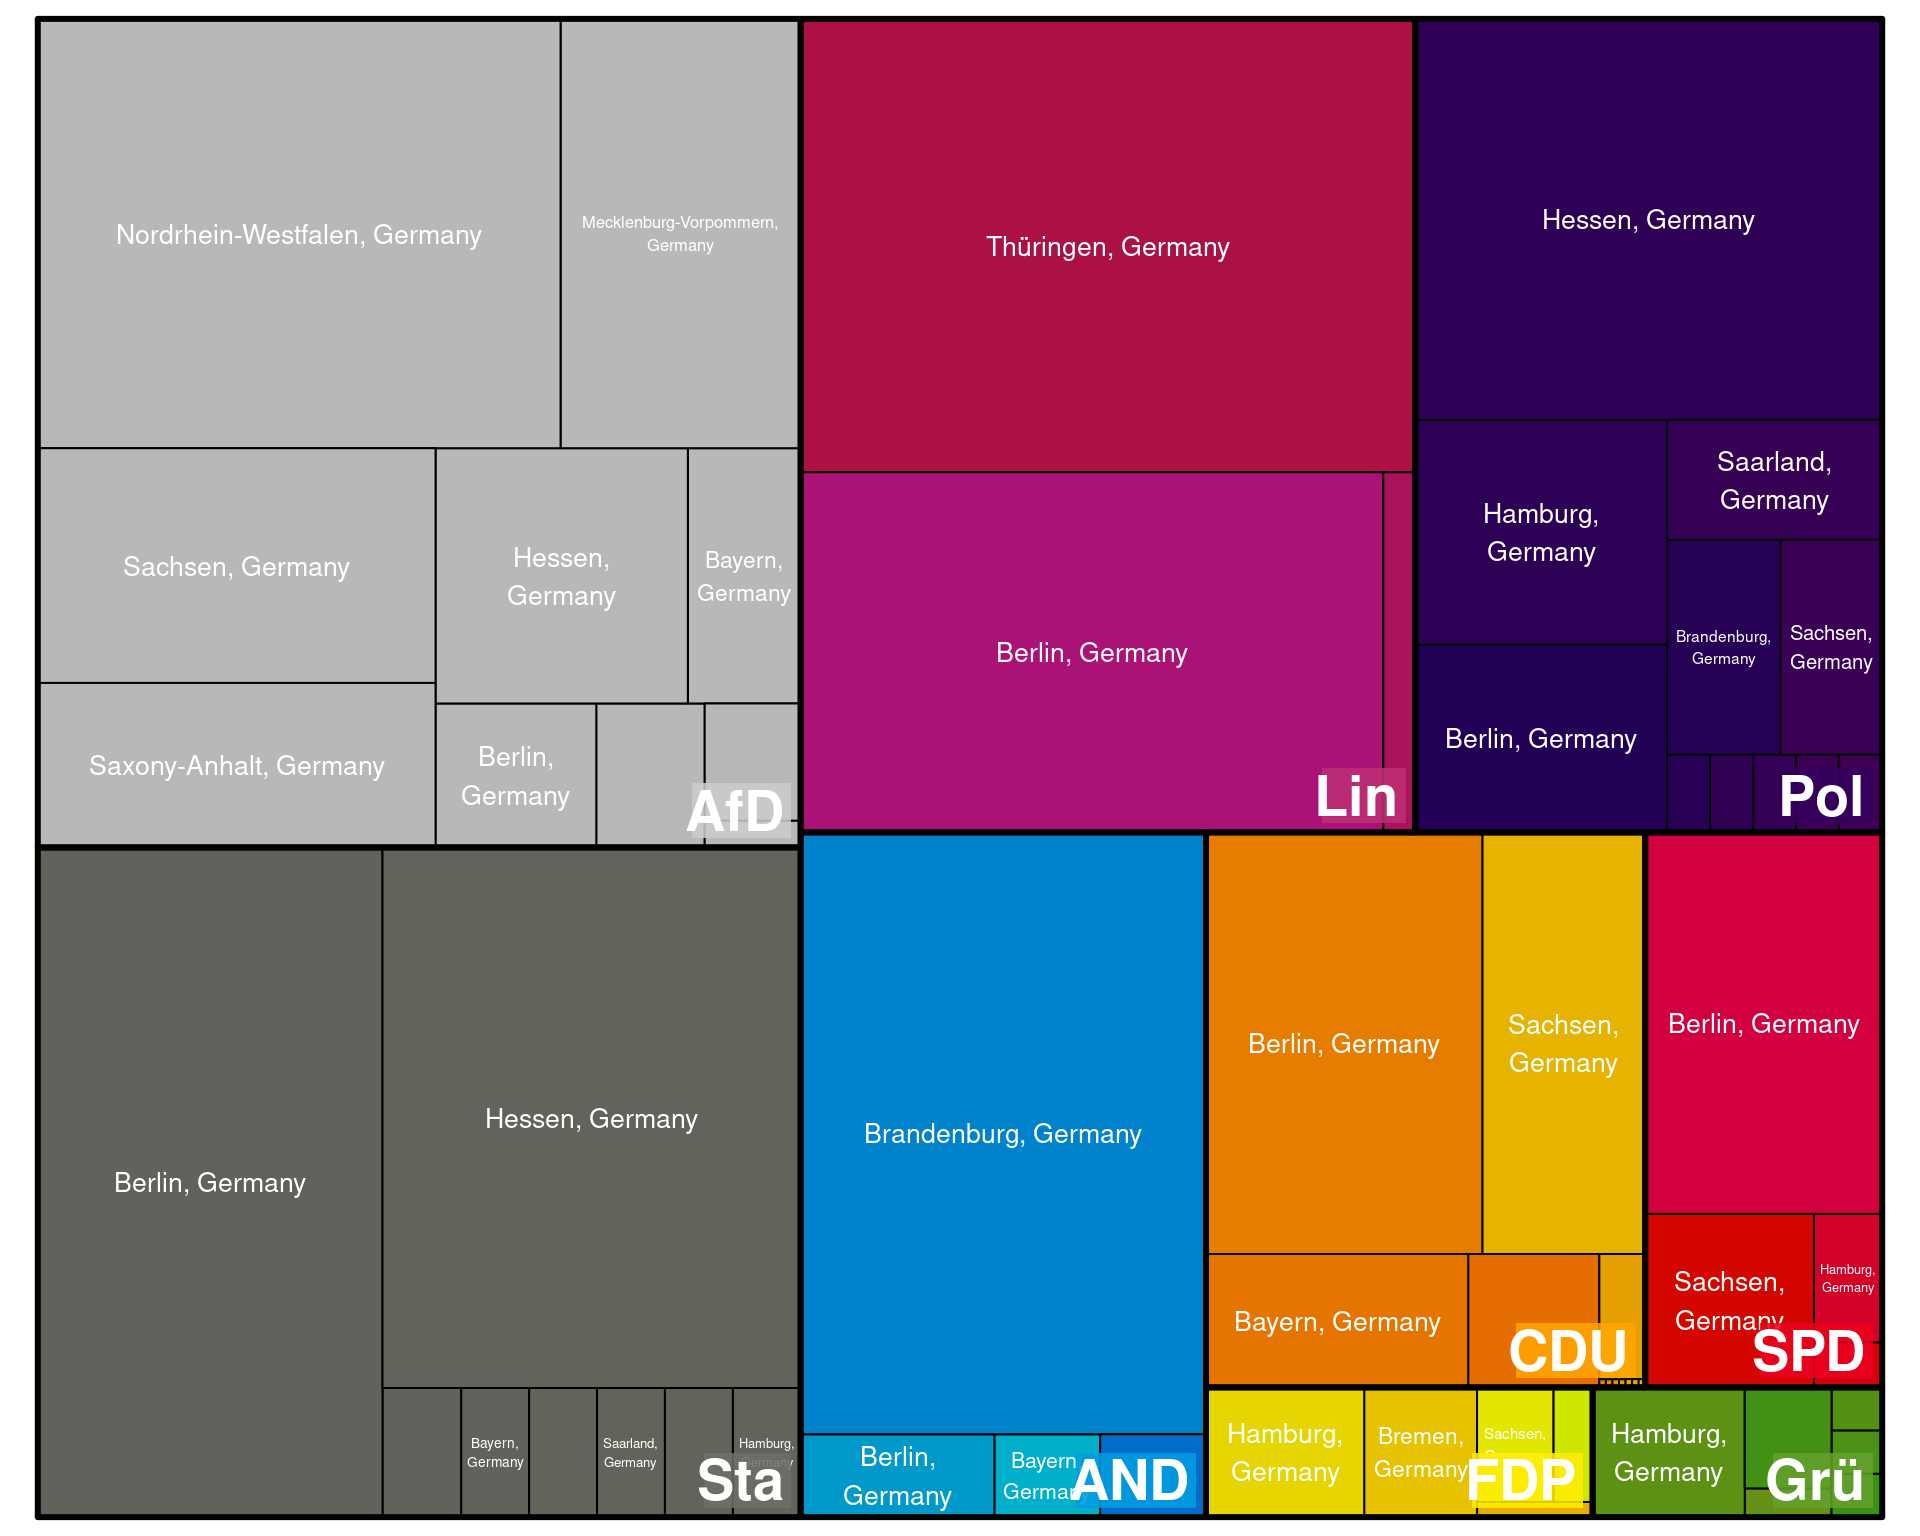 Nordrhein-Westfalen, Germany
Mecklenburg-Vorpommern,
Germany
Sachsen, Germany
Hessen,
Germany
Bayern,
Germany
Saxony-Anhalt, Germany
Berlin,
Germany
AfD
Thüringen, Germany
Berlin, Germany
Lin
Hessen, Germany
Hamburg,
Germany
Saarland,
Germany
Brandenburg,
Germany
Sachsen,
Germany
Berlin, Germany
Pol
Berlin, Germany
Hessen, Germany
Bayern,
Germany
Saarland,
Germany
Hamburg,
Germany
Sta
Brandenburg, Germany
Berlin,
Germany
Bayern
Germany
AND
Berlin, Germany
Sachsen,
Germany
Bayern, Germany
CDU
Berlin, Germany
Sachsen,
Germany
Hamburg,
Germany
SPD
Hamburg,
Germany
Bremen,
Germany
Sachsen,
FDP
Hamburg,
Germany
Grü